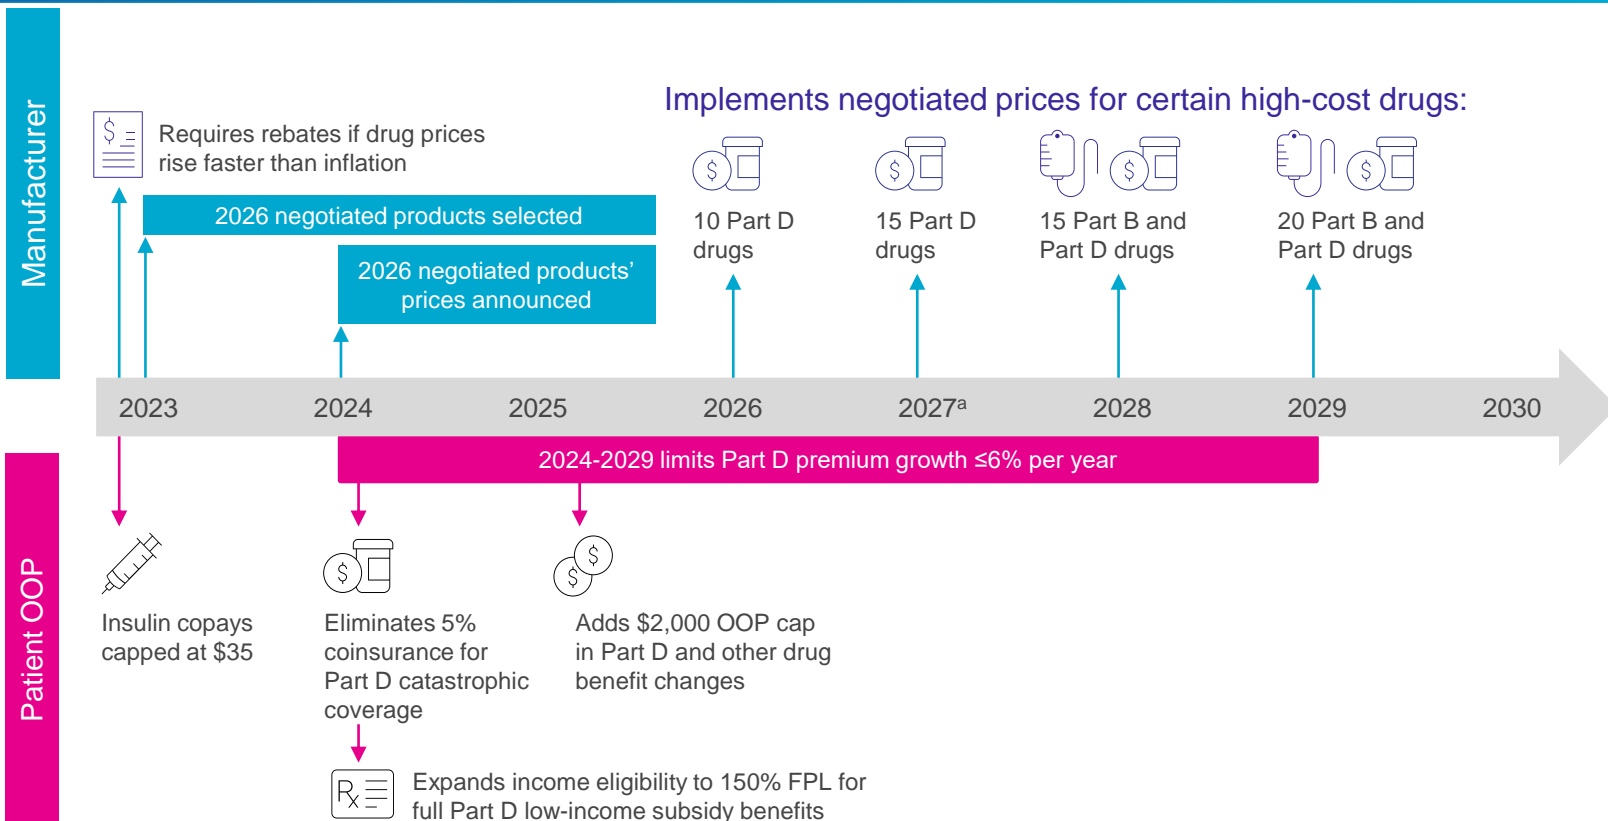 Manufacturer
Implements negotiated prices for certain high-cost drugs:
$
Requires rebates if drug prices
rise faster than inflation
2026 negotiated products selected
2026 negotiated products’
prices announced
$
10 Part D
drugs
$
15 Part D
drugs
$
15 Part B and
Part D drugs
$
20 Part B and
Part D drugs
2023
2024
2025
2026
2027ª
2028
2029
2030
2024-2029 limits Part D premium growth ≤6% per year
Patient OOP
Insulin copays
capped at $35
$
Eliminates 5%
coinsurance for
Part D catastrophic
coverage
$
$
Adds $2,000 OOP cap
in Part D and other drug
benefit changes
Rx
Expands income eligibility to 150% FPL for
full Part D low-income subsidy benefits